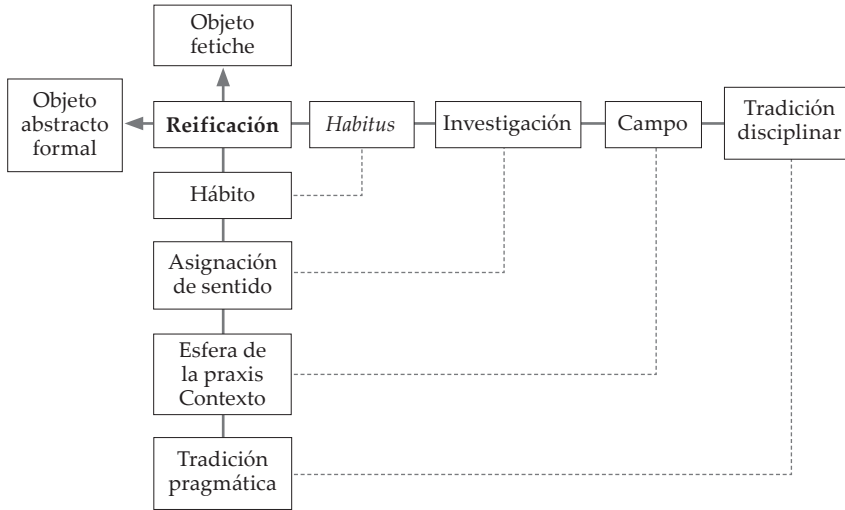 Objeto
fetiche
Objeto
abstracto
formal
Reificación
Habitus
Investigación
Campo
Tradición
disciplinar
Hábito
Asignación
de sentido
Esfera de
la praxis
Contexto
Tradición
pragmática